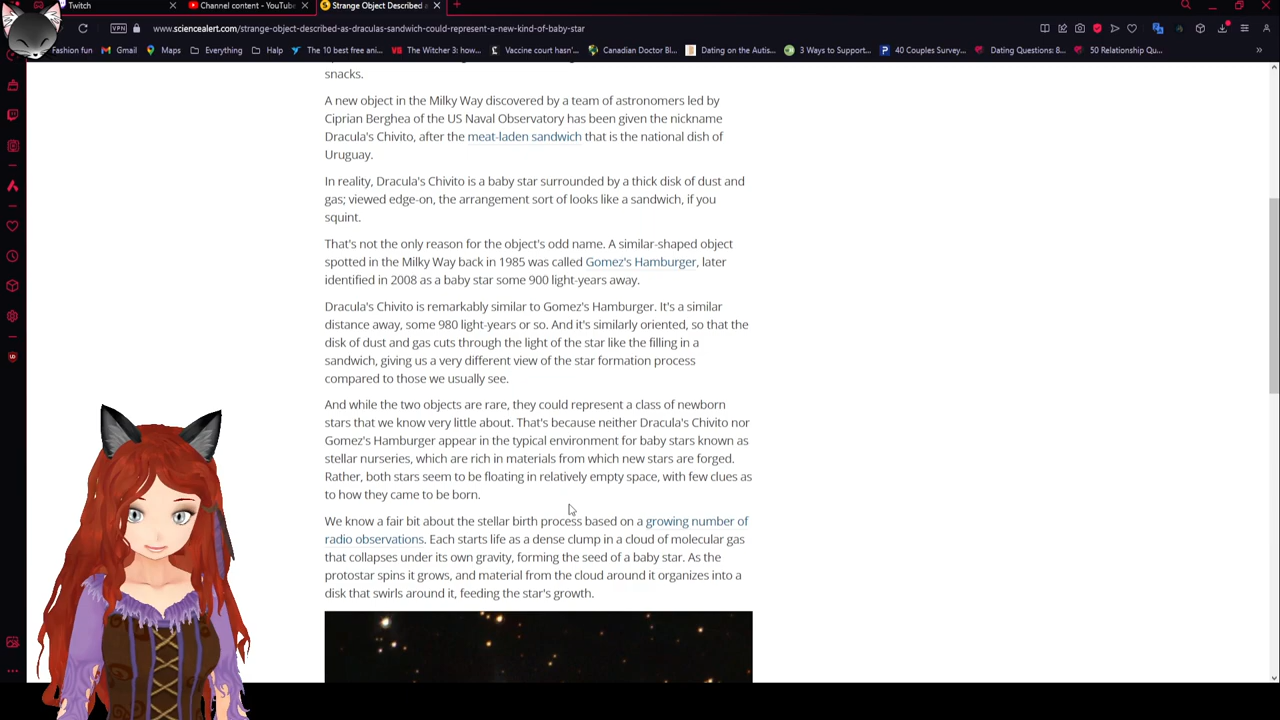 Twitch
Channel content - YouTube
Strange Object Described
VPN
www.sciencealert.com/strange-object-described-as-draculas-sandwich-could-represent-a-new-kind-of-baby-star
Fashion fun
Gmail
Maps
Everything
Halp
The 10 best free ani...
The Witcher 3: how...
Vaccine court hasn'...
Canadian Doctor Bl...
Dating on the Autis...
3 Ways to Support...
40 Couples Survey...
Dating Questions: 8...
50 Relationship Qu...
snacks.
A new object in the Milky Way discovered by a team of astronomers led by
Ciprian Berghea of the US Naval Observatory has been given the nickname
Dracula's Chivito, after the meat-laden sandwich that is the national dish of
Uruguay.
In reality, Dracula's Chivito is a baby star surrounded by a thick disk of dust and
gas; viewed edge-on, the arrangement sort of looks like a sandwich, if you
squint.
That's not the only reason for the object's odd name. A similar-shaped object
spotted in the Milky Way back in 1985 was called Gomez's Hamburger, later
identified in 2008 as a baby star some 900 light-years away.
Dracula's Chivito is remarkably similar to Gomez's Hamburger. It's a similar
distance away, some 980 light-years or so. And it's similarly oriented, so that the
disk of dust and gas cuts through the light of the star like the filling in a
sandwich, giving us a very different view of the star formation process
compared to those we usually see.
And while the two objects are rare, they could represent a class of newborn
stars that we know very little about. That's because neither Dracula's Chivito nor
Gomez's Hamburger appear in the typical environment for baby stars known as
stellar nurseries, which are rich in materials from which new stars are forged.
Rather, both stars seem to be floating in relatively empty space, with few clues as
to how they came to be born.
We know a fair bit about the stellar birth process based on a growing number of
radio observations. Each starts life as a dense clump in a cloud of molecular gas
that collapses under its own gravity, forming the seed of a baby star. As the
protostar spins it grows, and material from the cloud around it organizes into a
disk that swirls around it, feeding the star's growth.